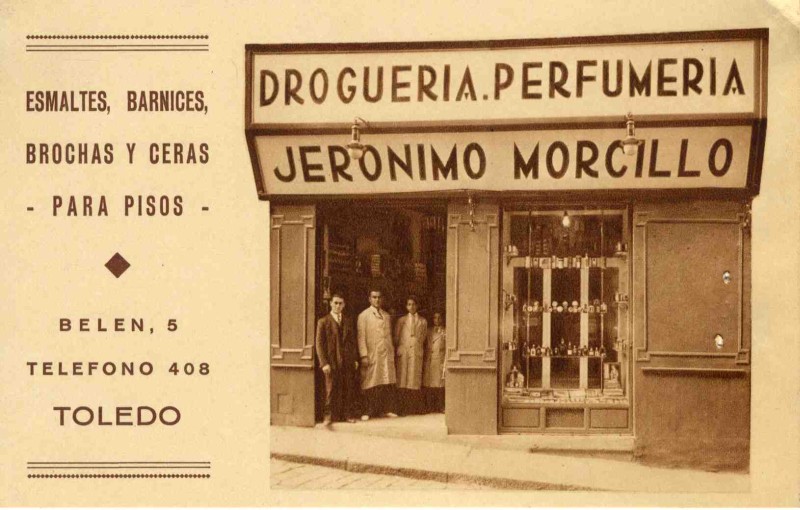 ESMALTES, BARNICES,
BROCHAS Y CERAS
- PARA PISOS -
BELEN, 5
TELEFONO 408
TOLEDO
DROGUERIA.PERFUMERIA
JERONIMO MORCILLO